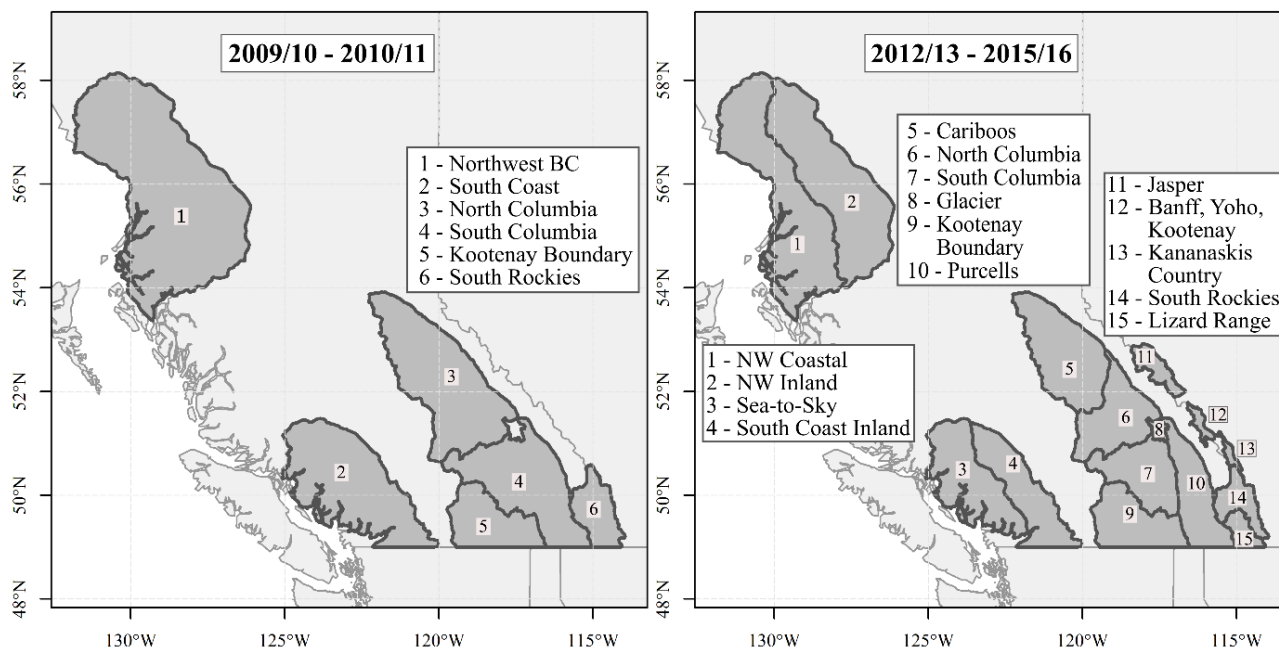 2009/10 - 2010/11
1 - Northwest BC
2 - South Coast
3 - North Columbia
4 - South Columbia
5 - Kootenay Boundary
6 - South Rockies
1
2
3
4
5
6
58°N
56°N
54°N
52°N
50°N
48°N
130°W
125°W
120°W
115°W
2012/13 - 2015/16
5 - Cariboos
6 - North Columbia
7 - South Columbia
8 - Glacier
9 - Kootenay
Boundary
10 - Purcells
11 - Jasper
12 - Banff, Yoho,
Kootenay
13 - Kananaskis
Country
14 - South Rockies
15 - Lizard Range
1 - NW Coastal
2 - NW Inland
3 - Sea-to-Sky
4 - South Coast Inland
1
2
3
4
5
6
7
8
9
10
11
12
13
14
15
58°N
56°N
54°N
52°N
50°N
48°N
130°W
125°W
120°W
115°W